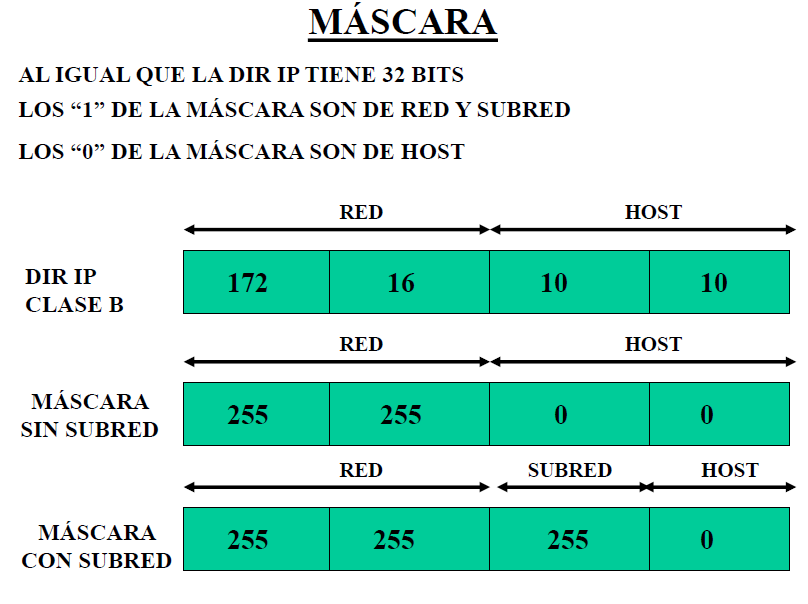 MÁSCARA
AL IGUAL QUE LA DIR IP TIENE 32 BITS
LOS “1” DE LA MÁSCARA SON DE RED Y SUBRED
LOS “0” DE LA MÁSCARA SON DE HOST
RED HOST
DIR IP
CLASE B
172 16 10 10
RED HOST
MÁSCARA
SIN SUBRED
255 255 0 0
RED SUBRED HOST
MÁSCARA
CON SUBRED
255 255 255 0